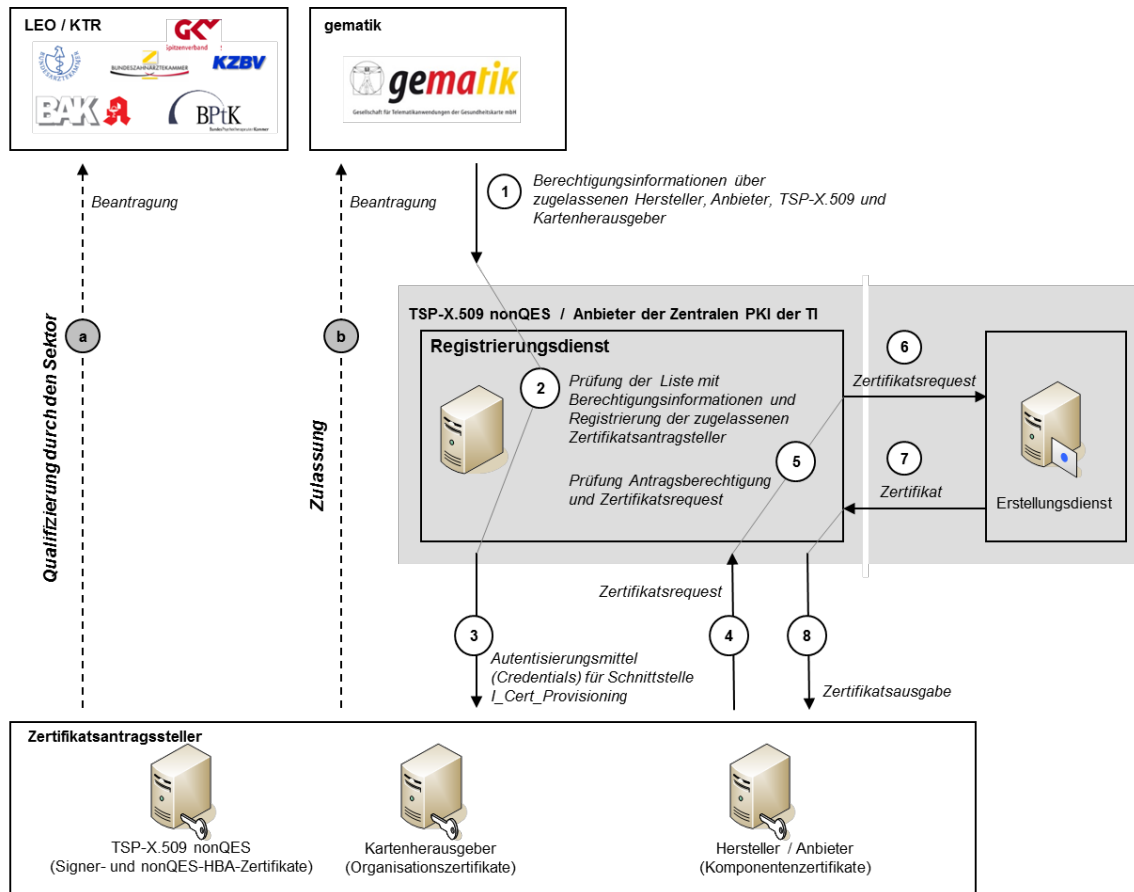 LEO / KTR
GKV
Spitzenverband
BUNDESÄRZTEKAMMER
BUNDESZAHNÄRZTEKAMMER
KZBV
BAK
BPtK
BundesPsychotherapeutenKammer
gematik
gematik
Gesellschaft für Telematikanwendungen der Gesundheitskarte mbH
Beantragung
Beantragung
1
Berechtigungsinformationen über
zugelassenen Hersteller, Anbieter, TSP-X.509 und
Kartenherausgeber
a
Qualifizierung durch den Sektor
b
Zulassung
TSP-X.509 nonQES / Anbieter der Zentralen PKI der TI
Registrierungsdienst
2
Prüfung der Liste mit
Berechtigungsinformationen und
Registrierung der zugelassenen
Zertifikatsantragsteller
5
Prüfung Antragsberechtigung
und Zertifikatsrequest
6
Zertifikatsrequest
7
Zertifikat
Erstellungsdienst
3
Autentisierungsmittel
(Credentials) für Schnittstelle
I_Cert_Provisioning
Zertifikatsrequest
4
8
Zertifikatsausgabe
Zertifikatsantragssteller
TSP-X.509 nonQES
(Signer- und nonQES-HBA-Zertifikate)
Kartenherausgeber
(Organisationszertifikate)
Hersteller / Anbieter
(Komponentenzertifikate)